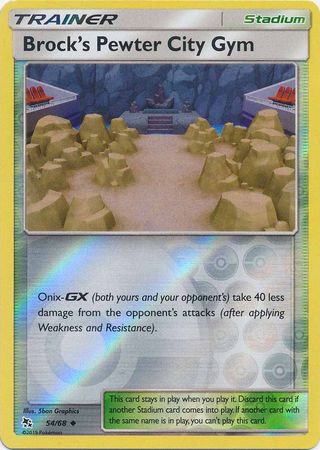 TRAINER
Stadium
Brock's Pewter City Gym
Onix-GX (both yours and your opponent's) take 40 less
damage from the opponent's attacks (after applying
Weakness and Resistance).
This card stays in play when you play it. Discard this card if
another Stadium card comes into play. If another card with
the same name is in play, you can't play this card.
Illus. 5ban Graphics
54/68
©2019 Pokémon